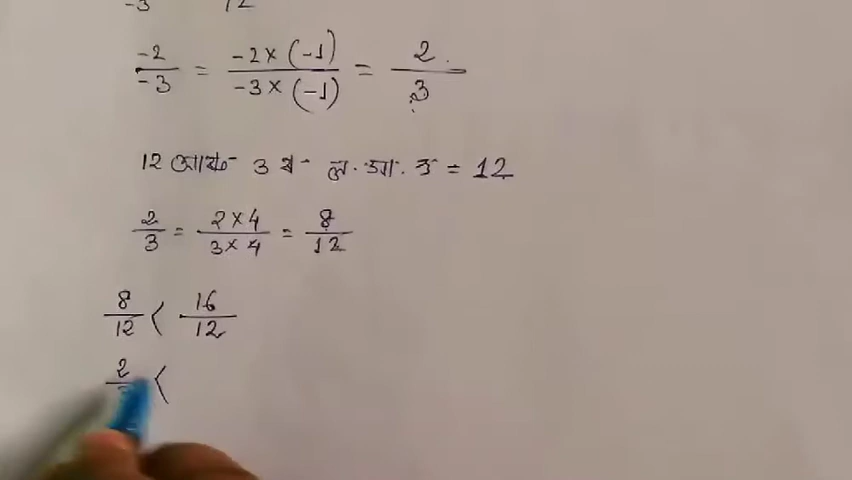 -3 12
-2/-3 = -2×(-1)/-3×(-1) = 2/3
12 আৰু 3 ৰ ল.সা.গু = 12
2/3 = 2×4/3×4 = 8/12
8/12 < 16/12
2/ <